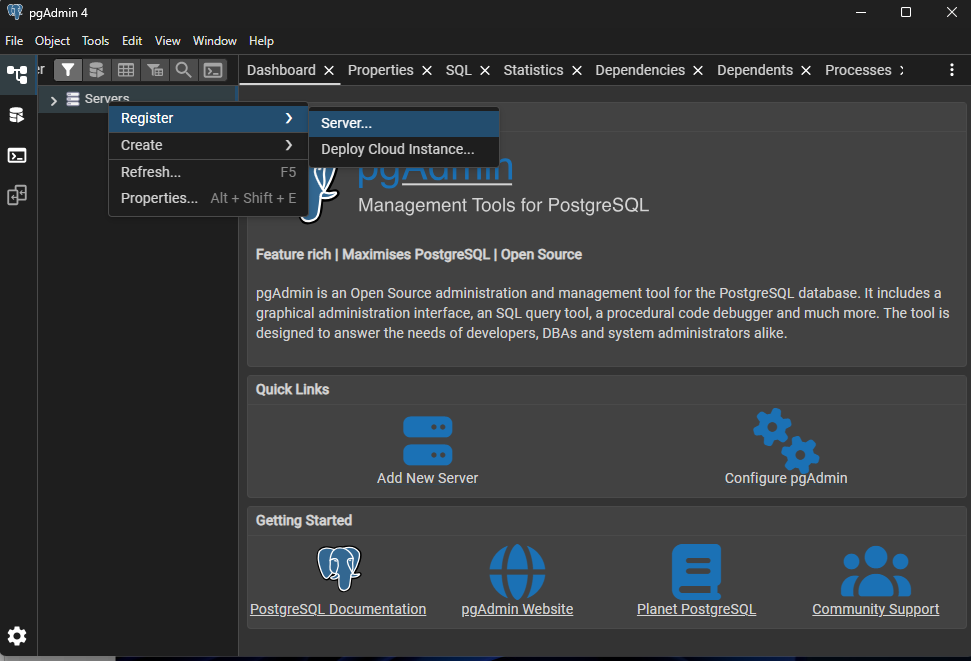 pgAdmin 4
File Object Tools Edit View Window Help
Dashboard Properties SQL Statistics Dependencies Dependents Processes
Servers
Register
Create
Refresh... F5
Properties... Alt + Shift + E
Server...
Deploy Cloud Instance...
pgAdmin
Management Tools for PostgreSQL
Feature rich | Maximises PostgreSQL | Open Source
pgAdmin is an Open Source administration and management tool for the PostgreSQL database. It includes a
graphical administration interface, an SQL query tool, a procedural code debugger and much more. The tool is
designed to answer the needs of developers, DBAs and system administrators alike.
Quick Links
Add New Server Configure pgAdmin
Getting Started
PostgreSQL Documentation pgAdmin Website Planet PostgreSQL Community Support